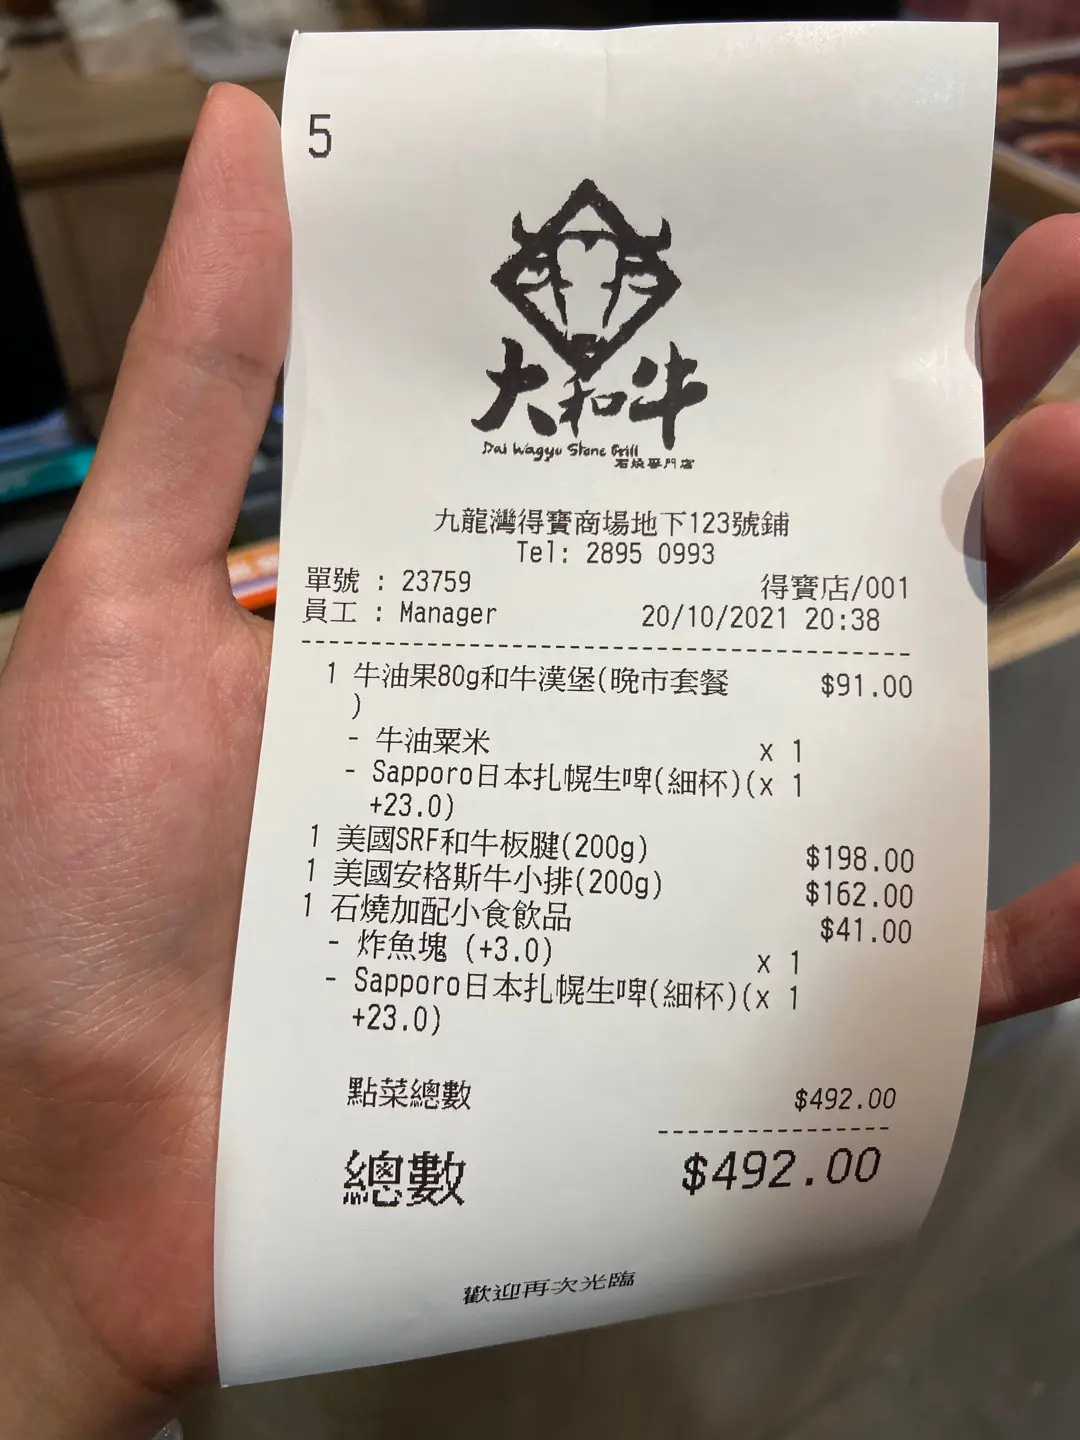 5
大和牛
Dai Wagyu Stone Grill
石燒專門店
九龍灣得寶商場地下123號鋪
Tel: 2895 0993
單號 : 23759 得寶店/001
員工 : Manager 20/10/2021 20:38
1 牛油果80g和牛漢堡(晚市套餐 $91.00
)
- 牛油粟米 x 1
- Sapporo日本扎幌生啤(細杯)(x 1
+23.0)
1 美國SRF和牛板腱(200g) $198.00
1 美國安格斯牛小排(200g) $162.00
1 石燒加配小食飲品 $41.00
- 炸魚塊 (+3.0) x 1
- Sapporo日本扎幌生啤(細杯)(x 1
+23.0)
點菜總數 $492.00
總數 $492.00
歡迎再次光臨